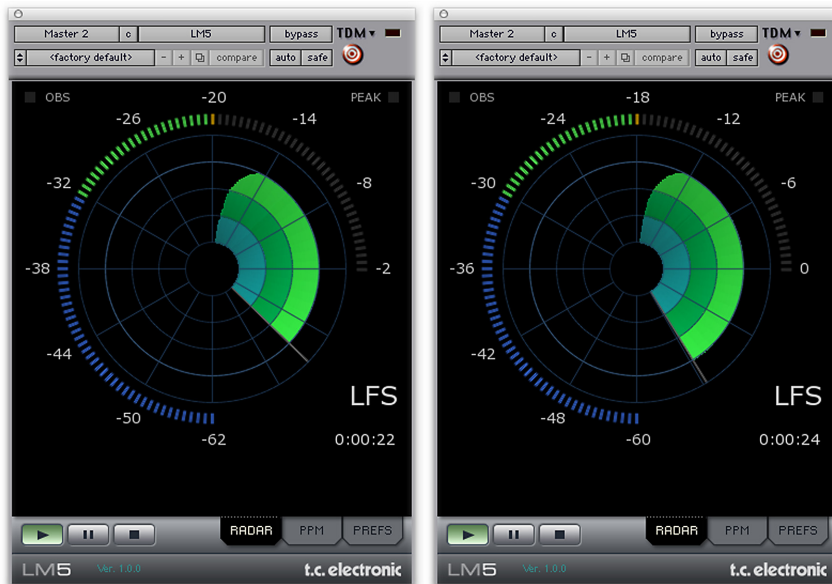 Master 2 c LM5 bypass TDM
<factory default> - + compare auto safe
OBS PEAK
-20
-26 -14
-32 -8
-38 -2
-44
-50
-62
LFS
0:00:22
RADAR PPM PREFS
LM5 Ver. 1.0.0 t.c. electronic
Master 2 c LM5 bypass TDM
<factory default> - + compare auto safe
OBS PEAK
-18
-24 -12
-30 -6
-36 0
-42
-48
-60
LFS
0:00:24
RADAR PPM PREFS
LM5 Ver. 1.0.0 t.c. electronic